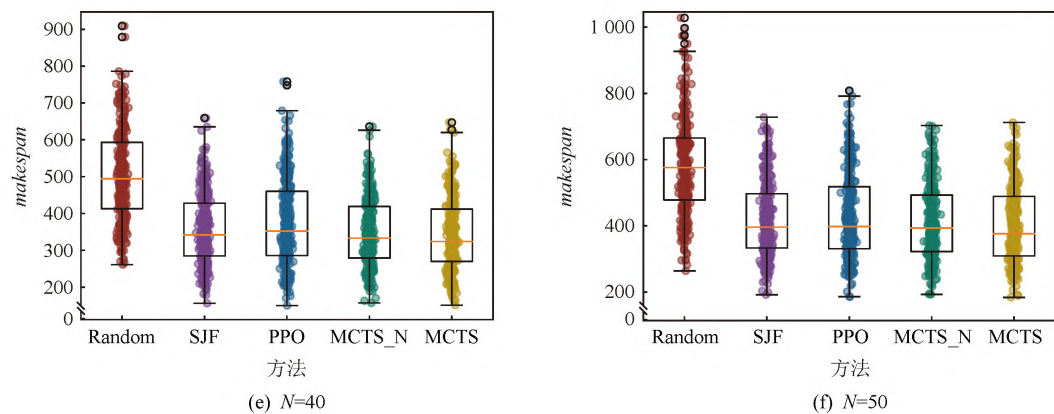 900
800
700
600
500
400
300
200
0
makespan
Random SJF PPO MCTS_N MCTS
方法
(e) N=40
1 000
800
600
400
200
0
makespan
Random SJF PPO MCTS_N MCTS
方法
(f) N=50